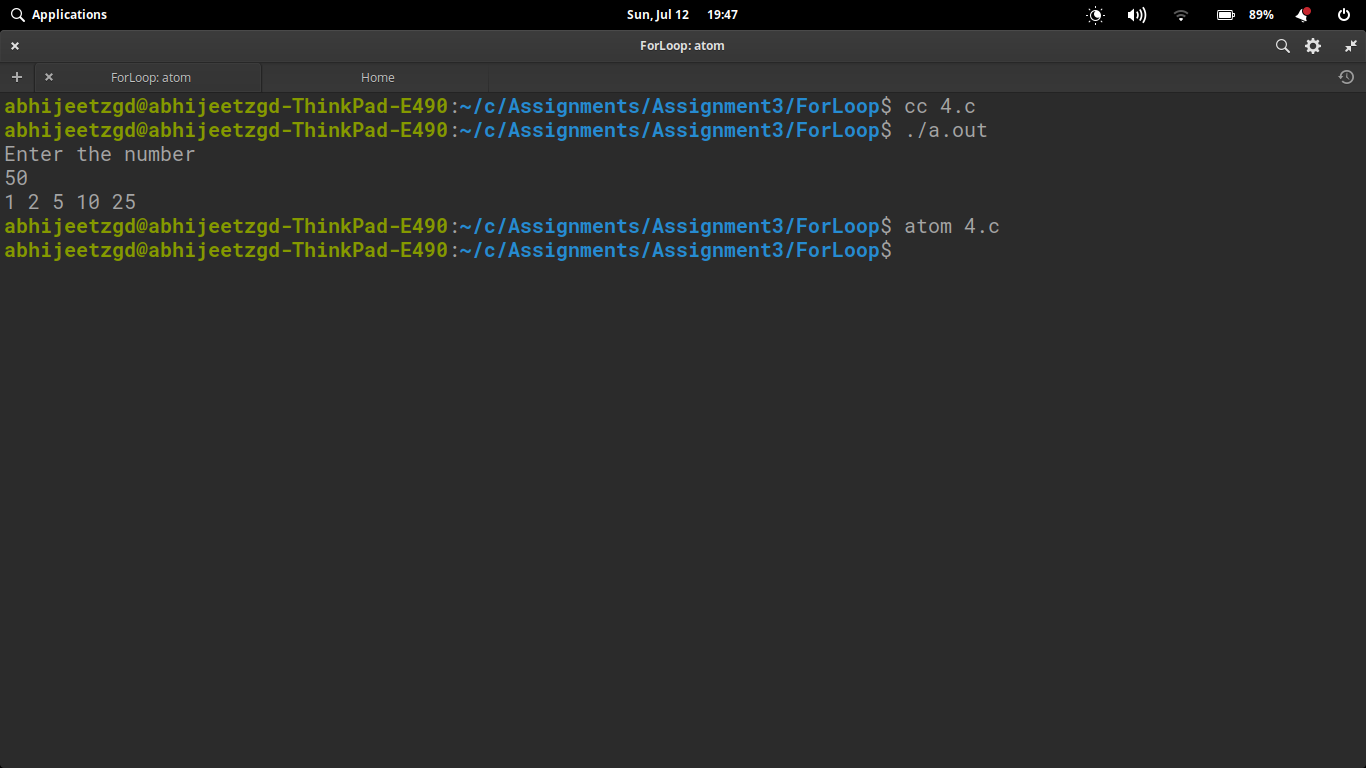 Applications Sun, Jul 12 19:47 89%
ForLoop: atom
ForLoop: atom Home
abhijeetzgd@abhijeetzgd-ThinkPad-E490:~/c/Assignments/Assignment3/ForLoop$ cc 4.c
abhijeetzgd@abhijeetzgd-ThinkPad-E490:~/c/Assignments/Assignment3/ForLoop$ ./a.out
Enter the number
50
1 2 5 10 25
abhijeetzgd@abhijeetzgd-ThinkPad-E490:~/c/Assignments/Assignment3/ForLoop$ atom 4.c
abhijeetzgd@abhijeetzgd-ThinkPad-E490:~/c/Assignments/Assignment3/ForLoop$